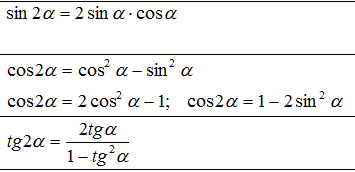 sin 2α = 2 sin α · cosα
cos2α = cos² α − sin² α
cos2α = 2 cos² α − 1; cos2α = 1 − 2 sin² α
tg2α = 2tgα / (1 − tg²α)